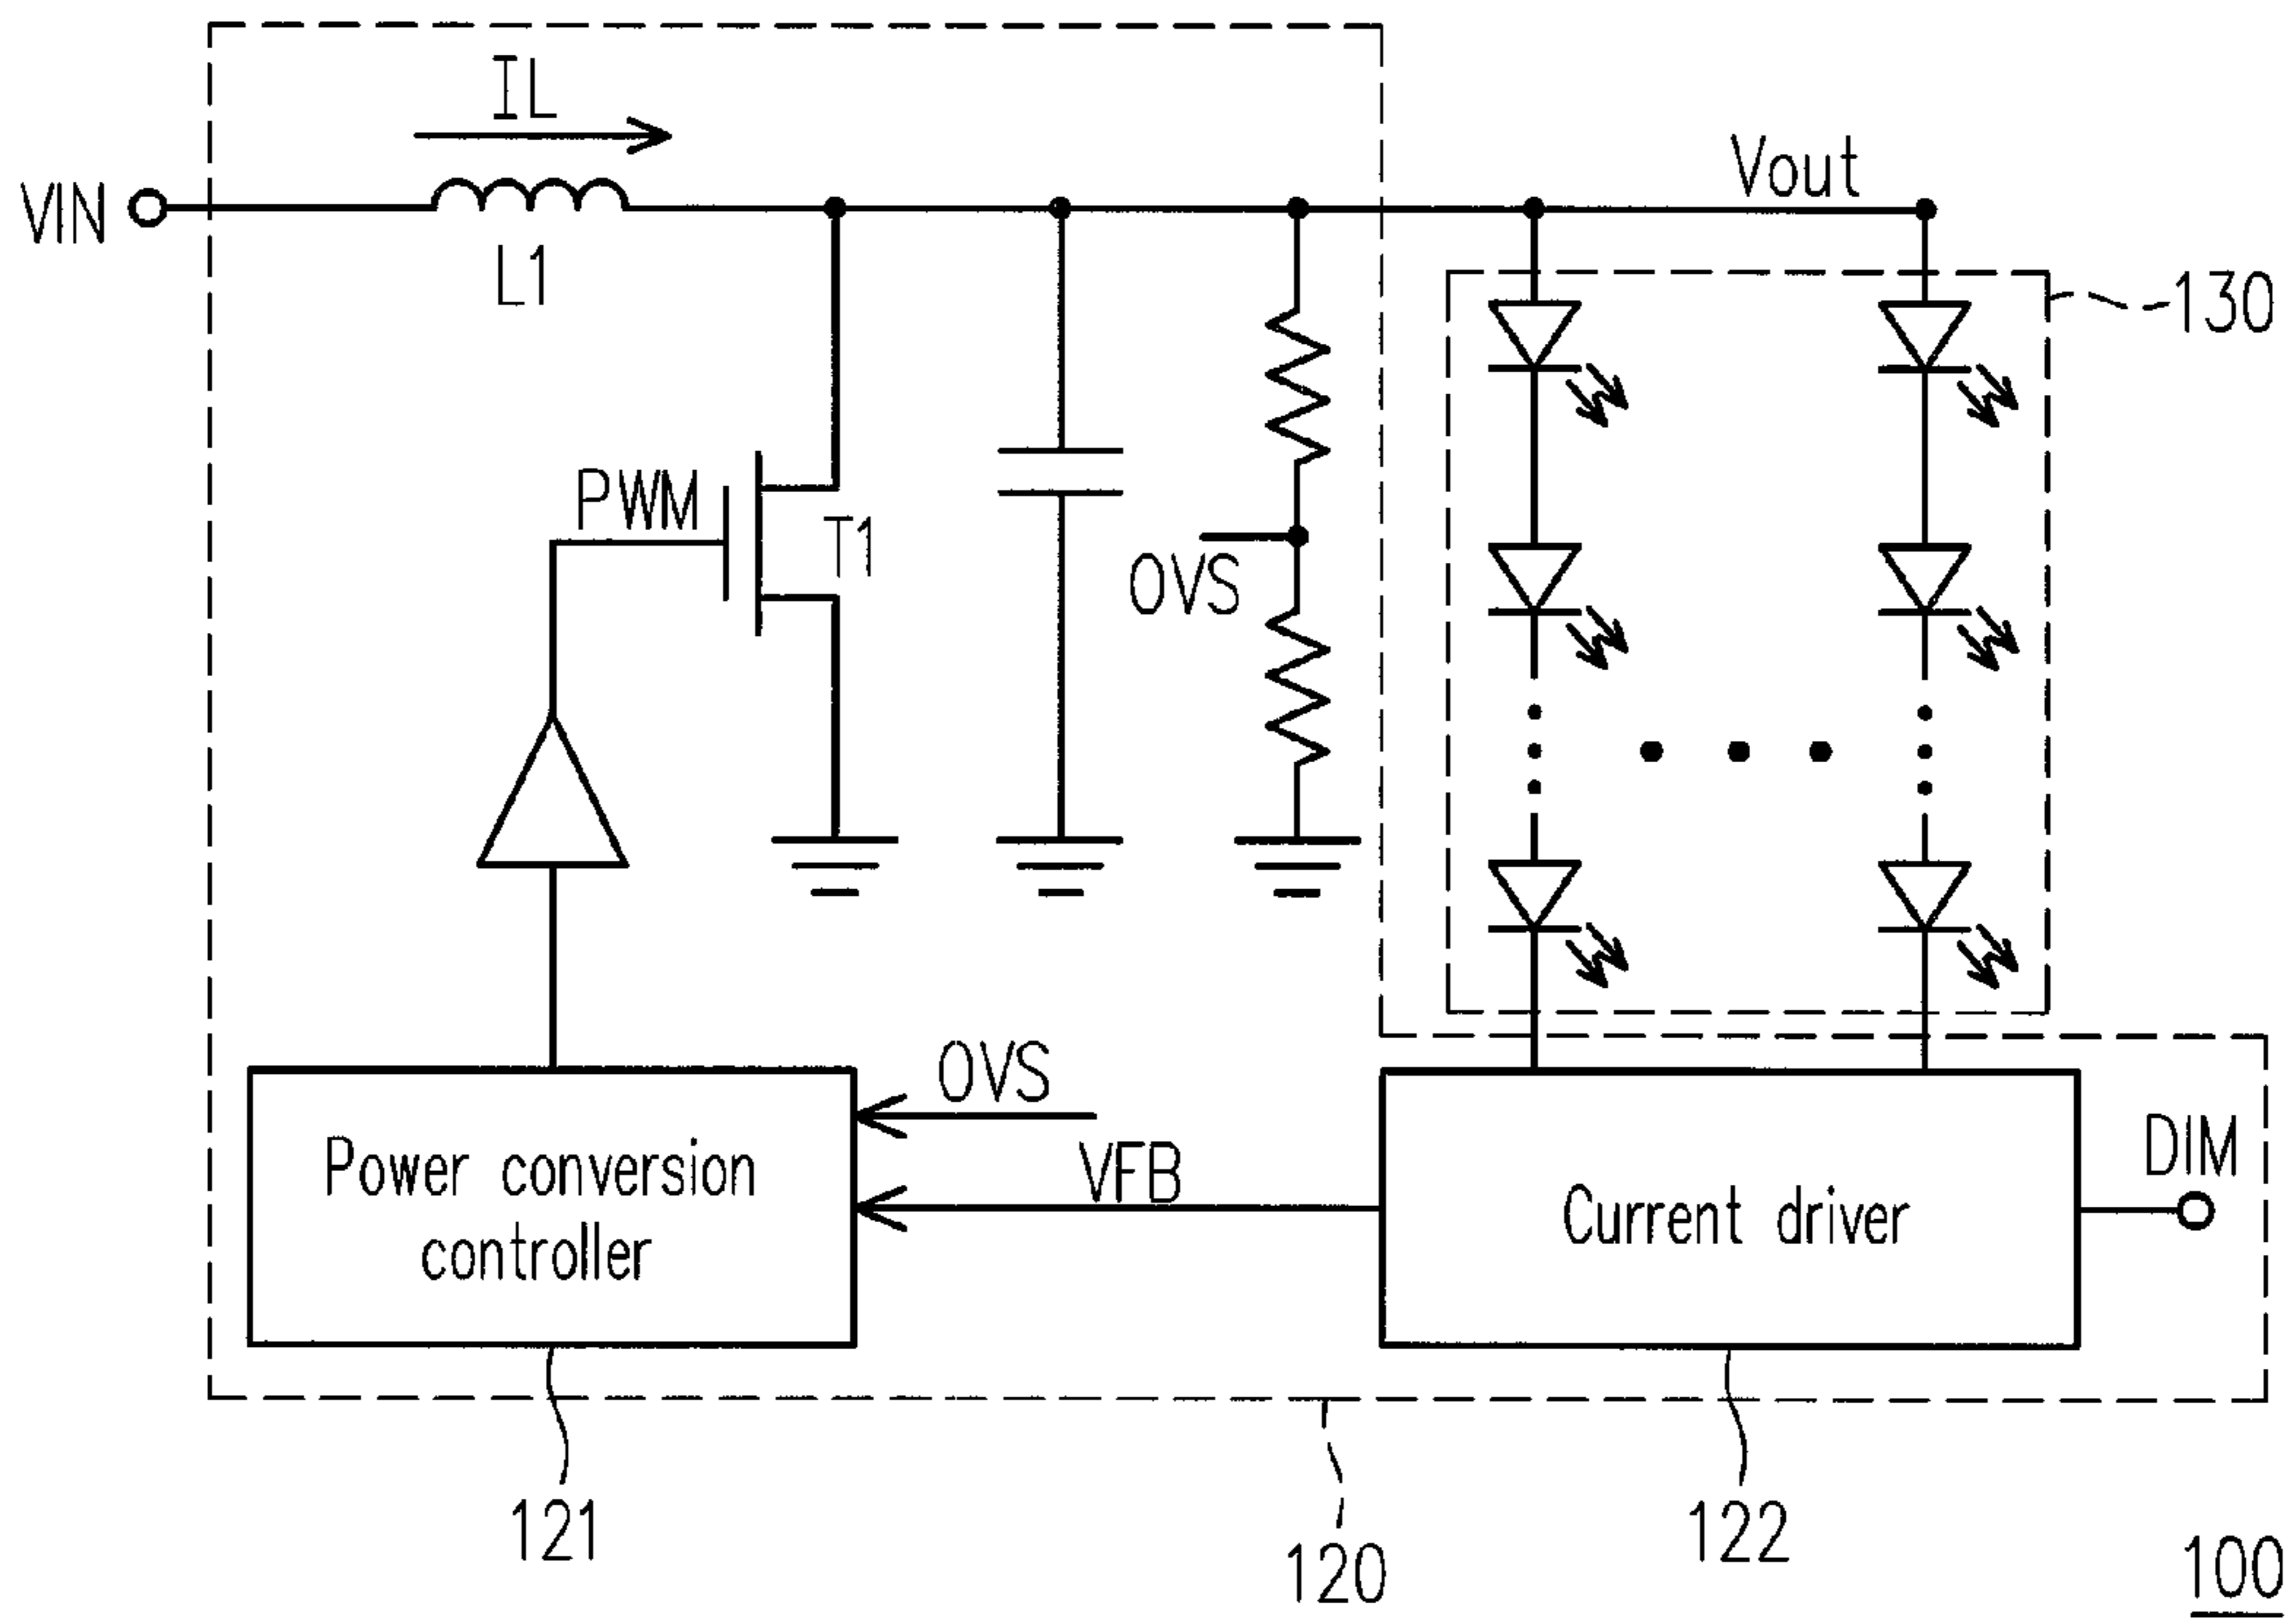 IL
VIN
Vout
L1
130
PWM
T1
OVS
OVS
Power conversion
controller
VFB
Current driver
DIM
121
120
122
100